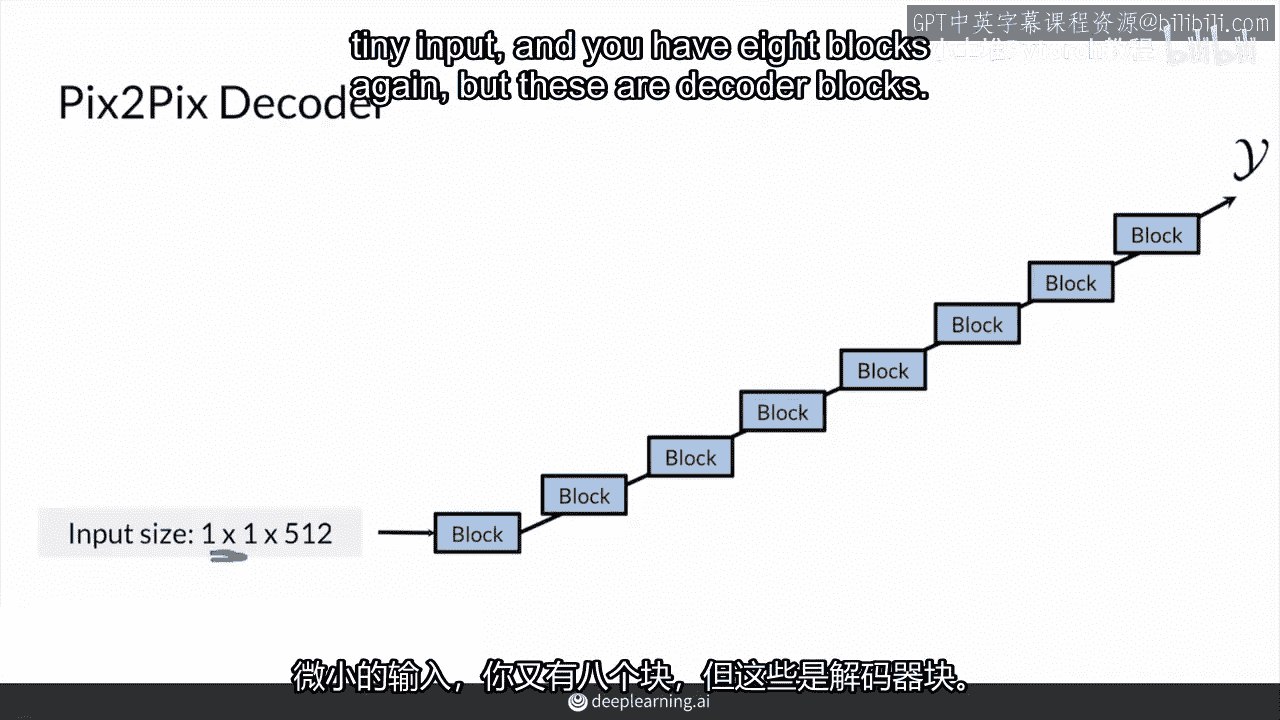 GPT中英字幕课程资源@bilibili.com
tiny input, and you have eight blocks
again, but these are decoder blocks.
Pix2Pix Decoder
y
Block
Block
Block
Block
Block
Block
Block
Input size: 1 x 1 x 512
Block
微小的输入，你又有八个块，但这些是解码器块。
deeplearning.ai